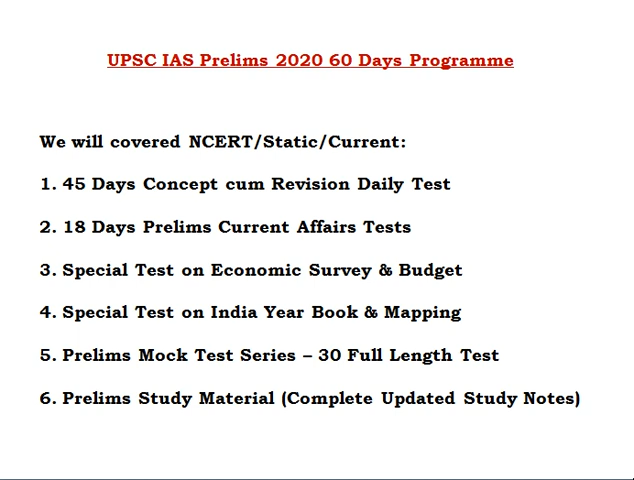 UPSC IAS Prelims 2020 60 Days Programme
We will covered NCERT/Static/Current:
1. 45 Days Concept cum Revision Daily Test
2. 18 Days Prelims Current Affairs Tests
3. Special Test on Economic Survey & Budget
4. Special Test on India Year Book & Mapping
5. Prelims Mock Test Series – 30 Full Length Test
6. Prelims Study Material (Complete Updated Study Notes)